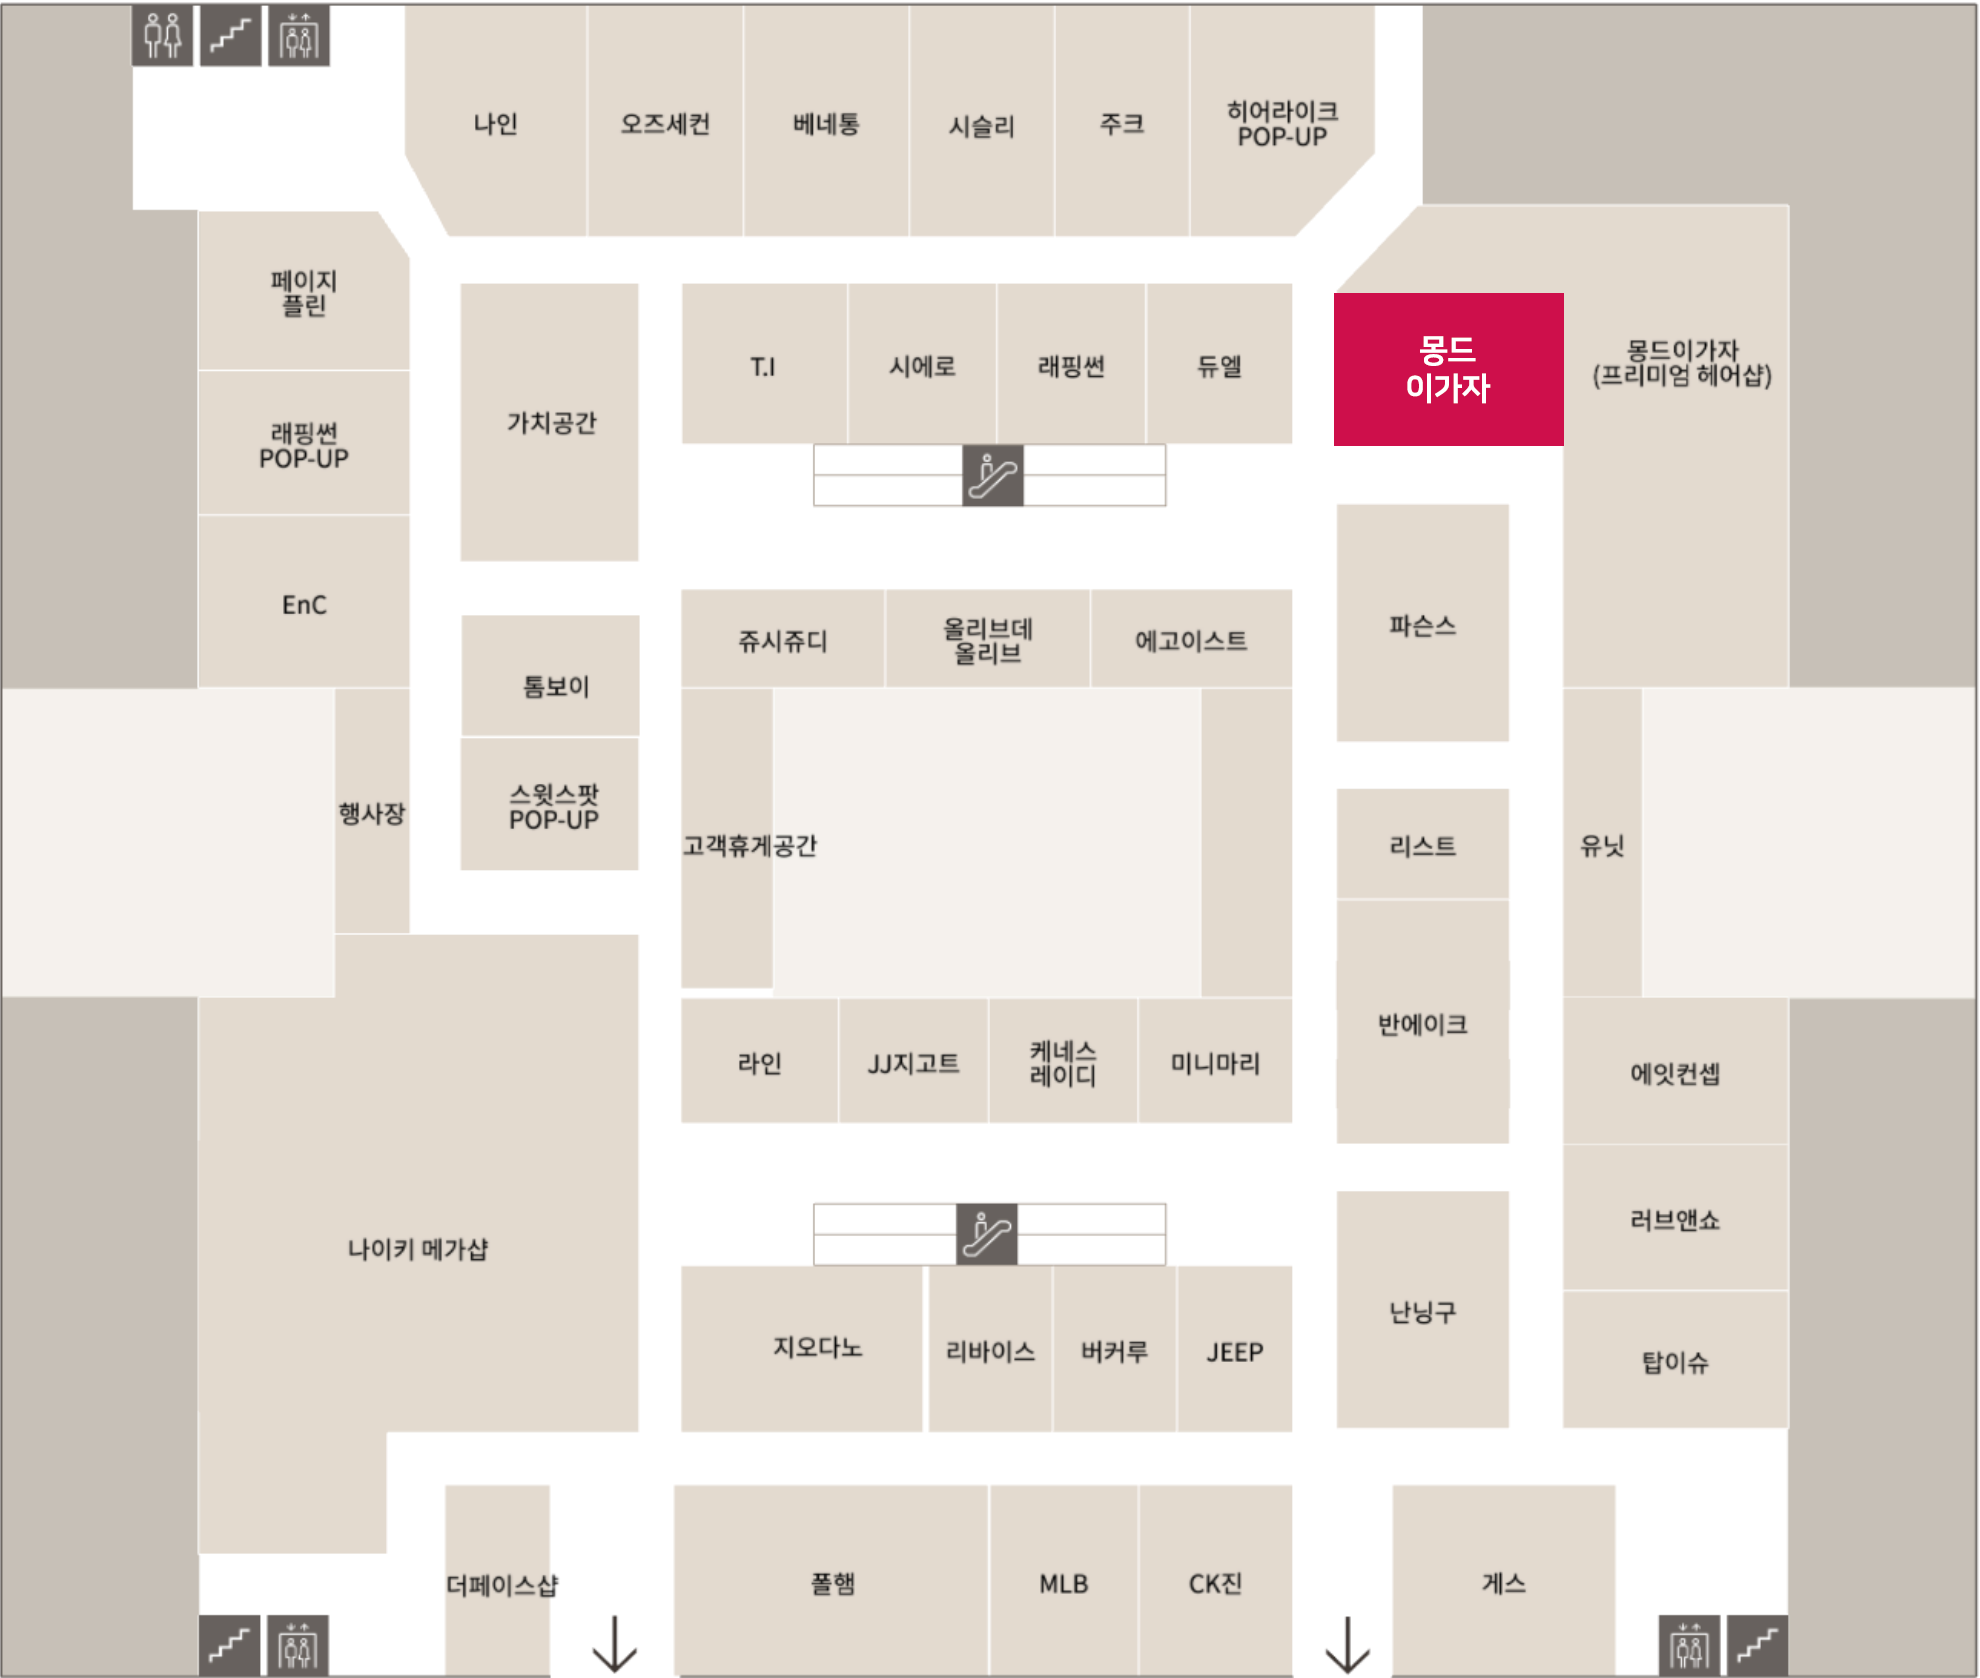 나인
오즈세컨
베네통
시슬리
주크
히어라이크
POP-UP
페이지
플린
래핑썬
POP-UP
EnC
행사장
가치공간
톰보이
스윗스팟
POP-UP
T.I
시에로
래핑썬
듀엘
몽드
이가자
몽드이가자
(프리미엄 헤어샵)
쥬시쥬디
올리브데
올리브
에고이스트
파슨스
고객휴게공간
리스트
유닛
반에이크
라인
JJ지고트
케네스
레이디
미니마리
에잇컨셉
러브앤쇼
탑이슈
나이키 메가샵
지오다노
리바이스
버커루
JEEP
난닝구
더페이스샵
폴햄
MLB
CK진
게스